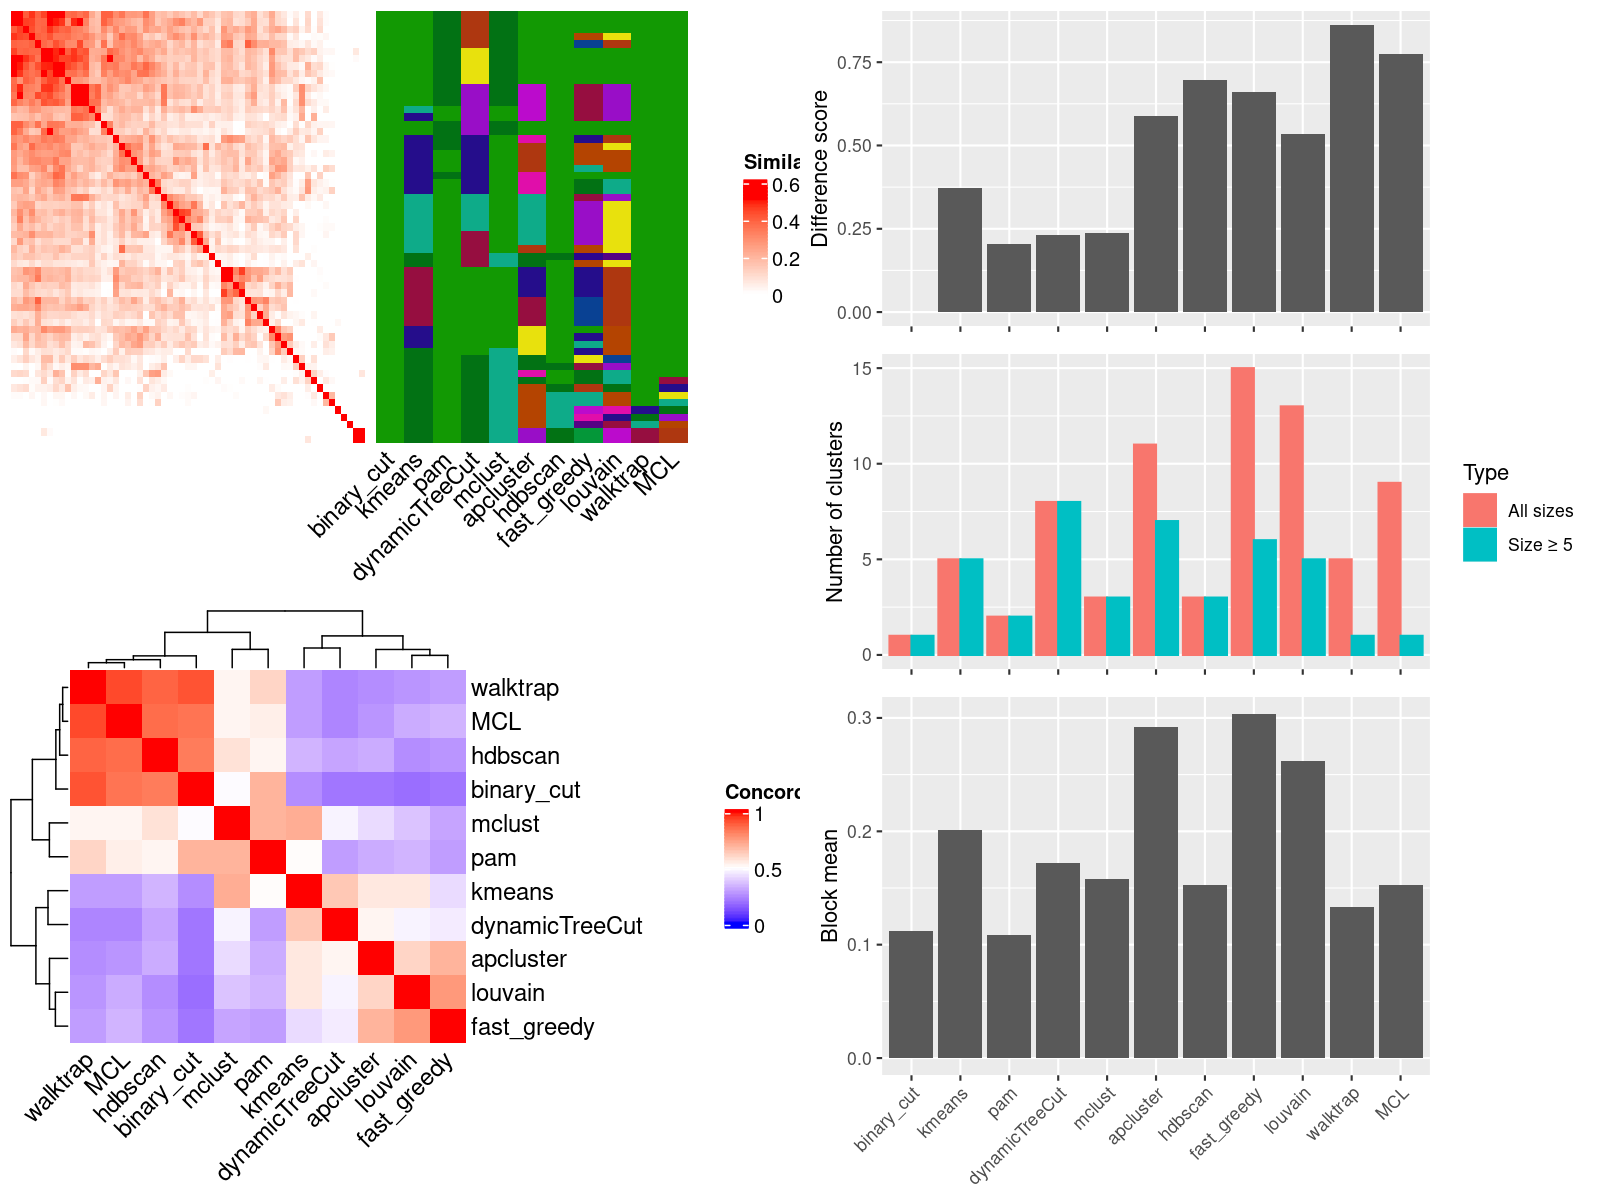 Simila
0.6
0.4
0.2
0
binary_cut
kmeans
pam
dynamicTreeCut
mclust
apcluster
hdbscan
fast_greedy
louvain
walktrap
MCL
Difference score
0.75
0.50
0.25
0.00
Number of clusters
15
10
5
0
Type
All sizes
Size ≥ 5
walktrap
MCL
hdbscan
binary_cut
mclust
pam
kmeans
dynamicTreeCut
apcluster
louvain
fast_greedy
walktrap
MCL
hdbscan
binary_cut
mclust
pam
kmeans
dynamicTreeCut
apcluster
louvain
fast_greedy
Concord
1
0.5
0
Block mean
0.3
0.2
0.1
0.0
binary_cut
kmeans
pam
dynamicTreeCut
mclust
apcluster
hdbscan
fast_greedy
louvain
walktrap
MCL